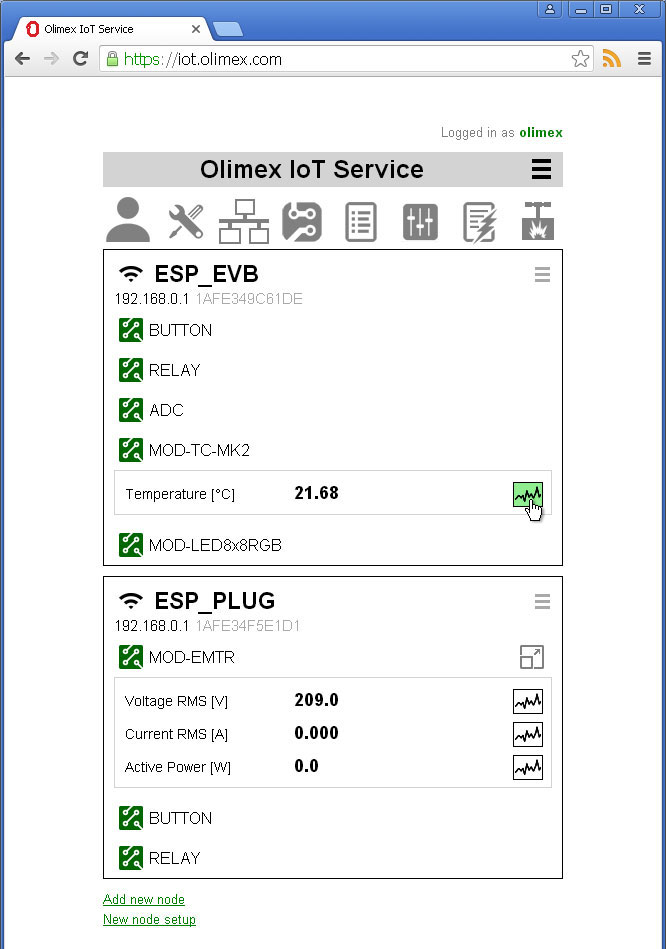 Olimex IoT Service
https://iot.olimex.com
Logged in as olimex
Olimex IoT Service
ESP_EVB
192.168.0.1 1AFE349C61DE
BUTTON
RELAY
ADC
MOD-TC-MK2
Temperature [°C] 21.68
MOD-LED8x8RGB
ESP_PLUG
192.168.0.1 1AFE34F5E1D1
MOD-EMTR
Voltage RMS [V] 209.0
Current RMS [A] 0.000
Active Power [W] 0.0
BUTTON
RELAY
Add new node
New node setup